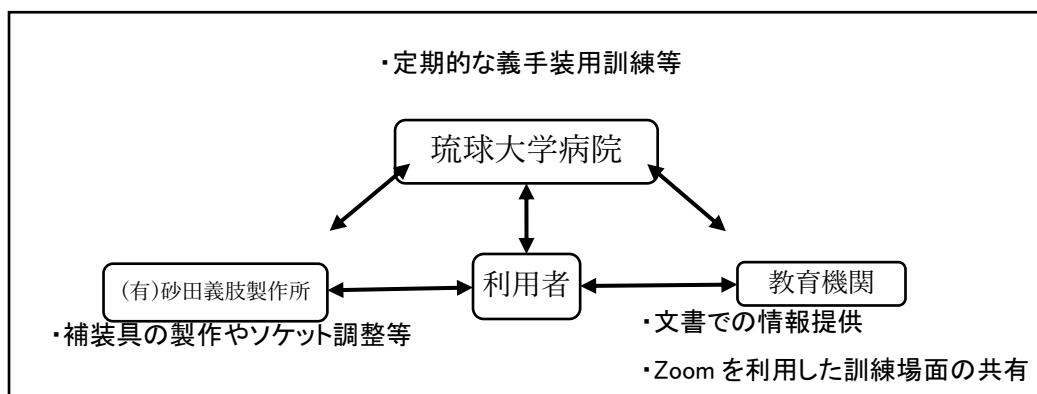 ・定期的な義手装用訓練等
琉球大学病院
(有)砂田義肢製作所
利用者
教育機関
・補装具の製作やソケット調整等
・文書での情報提供
・Zoomを利用した訓練場面の共有